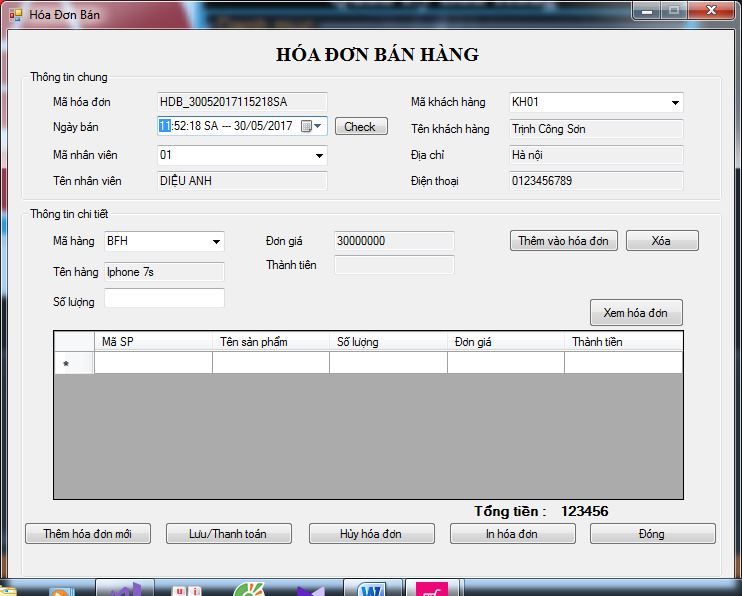 Hóa Đơn Bán
HÓA ĐƠN BÁN HÀNG
Thông tin chung
Mã hóa đơn HDB_30052017115218SA Mã khách hàng KH01
Ngày bán 11:52:18 SA --- 30/05/2017 Check Tên khách hàng Trịnh Công Sơn
Mã nhân viên 01 Địa chỉ Hà nội
Tên nhân viên DIỆU ANH Điện thoại 0123456789
Thông tin chi tiết
Mã hàng BFH Đơn giá 30000000 Thêm vào hóa đơn Xóa
Tên hàng Iphone 7s Thành tiền
Số lượng
Xem hóa đơn
Mã SP Tên sản phẩm Số lượng Đơn giá Thành tiền
*
Tổng tiền : 123456
Thêm hóa đơn mới Lưu/Thanh toán Hủy hóa đơn In hóa đơn Đóng